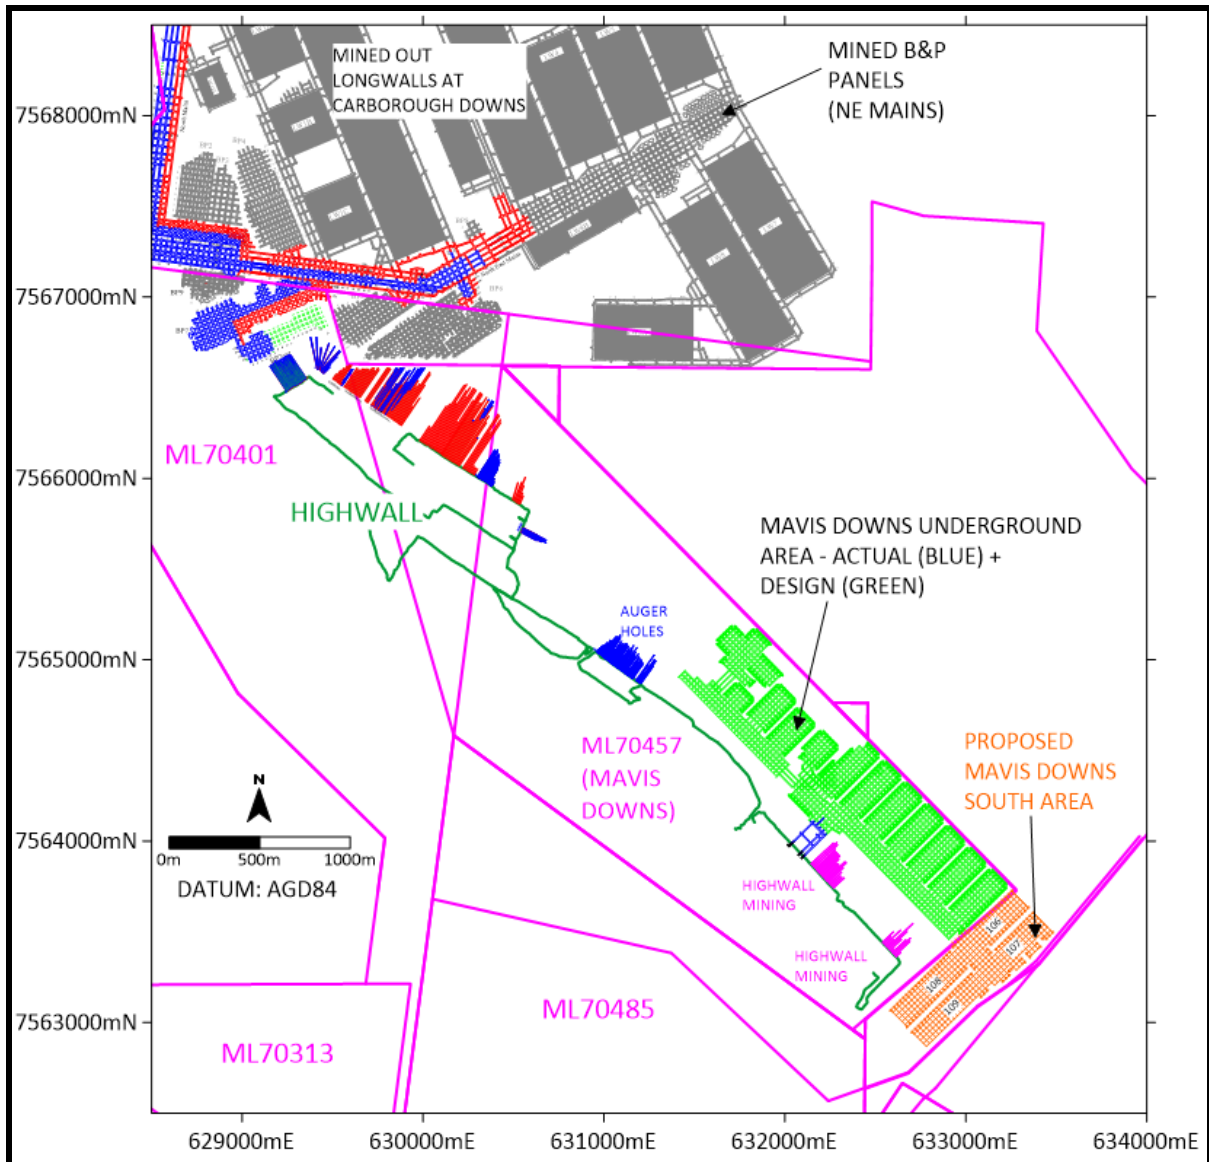 MINED OUT
LONGWALLS AT
CARBOROUGH DOWNS
MINED B&P
PANELS
(NE MAINS)
7568000mN
BP2
BP4
7567000mN
ML70401
7566000mN
HIGHWALL
MAVIS DOWNS UNDERGROUND
AREA - ACTUAL (BLUE) +
DESIGN (GREEN)
AUGER
HOLES
7565000mN
ML70457
(MAVIS
DOWNS)
PROPOSED
MAVIS DOWNS
SOUTH AREA
N
7564000mN
0m 500m 1000m
DATUM: AGD84
HIGHWALL
MINING
106
107
HIGHWALL
MINING
108
109
7563000mN
ML70485
ML70313
629000mE 630000mE 631000mE 632000mE 633000mE 634000mE